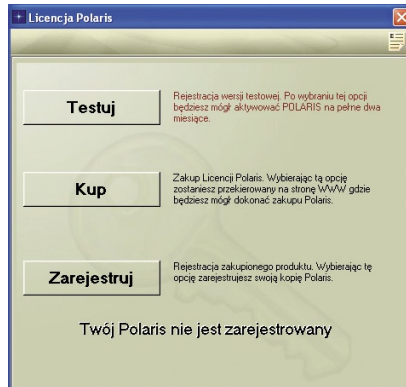 Licencja Polaris
Testuj
Rejestracja wersji testowej. Po wybraniu tej opcji
będziesz mógł aktywować POLARIS na pełne dwa
miesiące.
Kup
Zakup Licencji Polaris. Wybierając tą opcję
zostaniesz przekierowany na stronę WWW gdzie
będziesz mógł dokonać zakupu Polaris.
Zarejestruj
Rejestracja zakupionego produktu. Wybierając tę
opcję zarejestrujesz swoją kopię Polaris.
Twój Polaris nie jest zarejestrowany